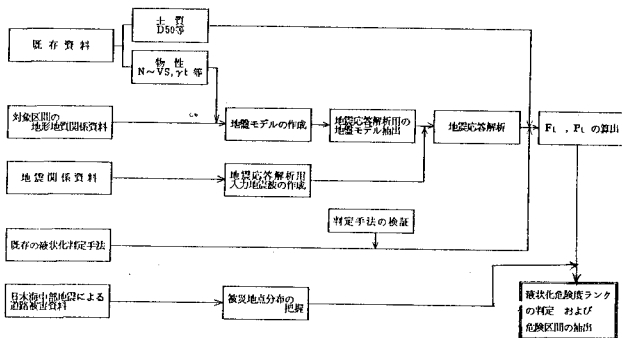 土 質
D50等
既 存 資 料
物 性
N～VS, γt 等
対象区間の
地形地質関係資料
地盤モデルの作成
地震応答解析用の
地盤モデル抽出
地震応答解析
FL , PL の算出
地 震 関 係 資 料
地震応答解析用
入力地震波の作成
判定手法の検証
既存の液状化判定手法
日本海中部地震による
道路被害資料
被災地点分布の
把握
液状化危険度ランク
の判定 および
危険区間の抽出